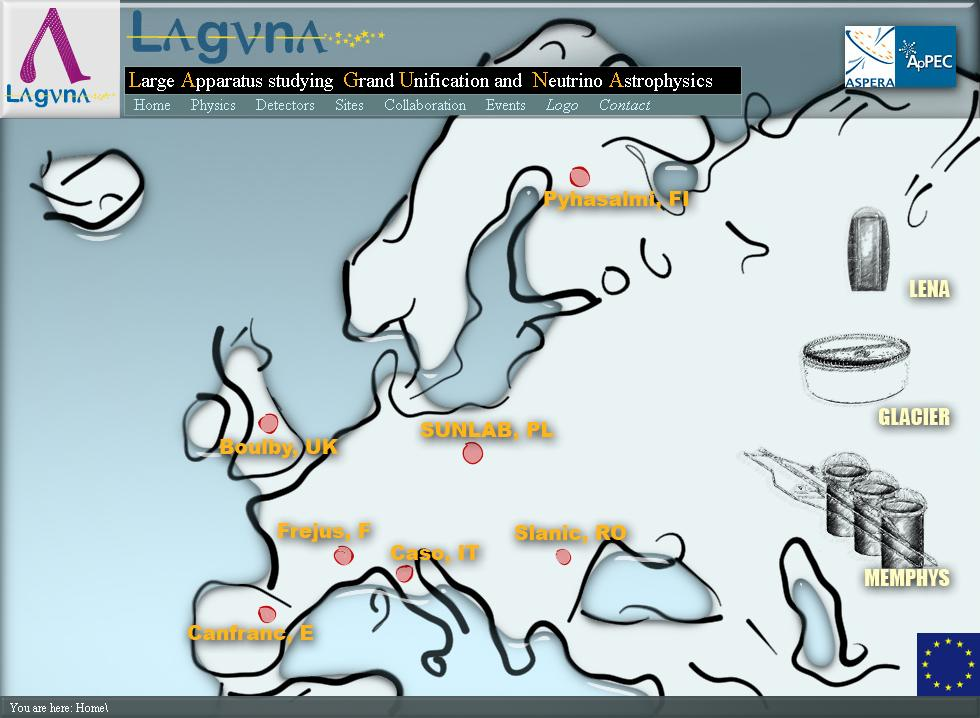 Lagvna
Lagvna
Large Apparatus studying Grand Unification and Neutrino Astrophysics
ASPERA
ApPEC
Home Physics Detectors Sites Collaboration Events Logo Contact
Pyhasalmi, FI
LENA
GLACIER
Boulby, UK
SUNLAB, PL
Frejus, F
Caso, IT
Slanic, RO
MEMPHYS
Canfranc, E
You are here: Home\